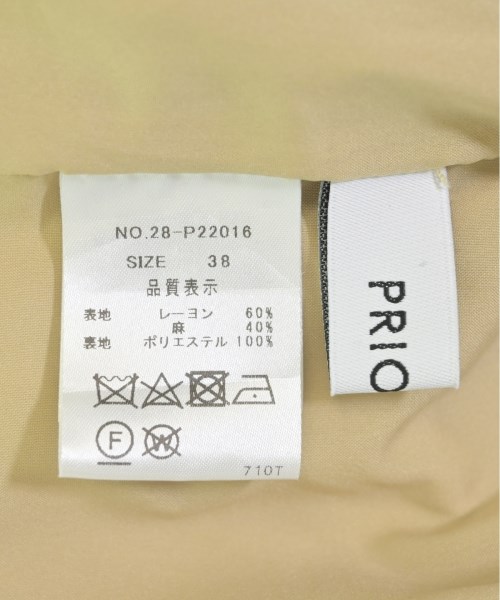 NO.28-P22016
SIZE 38
品質表示
表地 レーヨン 60%
麻 40%
裏地 ポリエステル 100%
F W
710T
PRIO